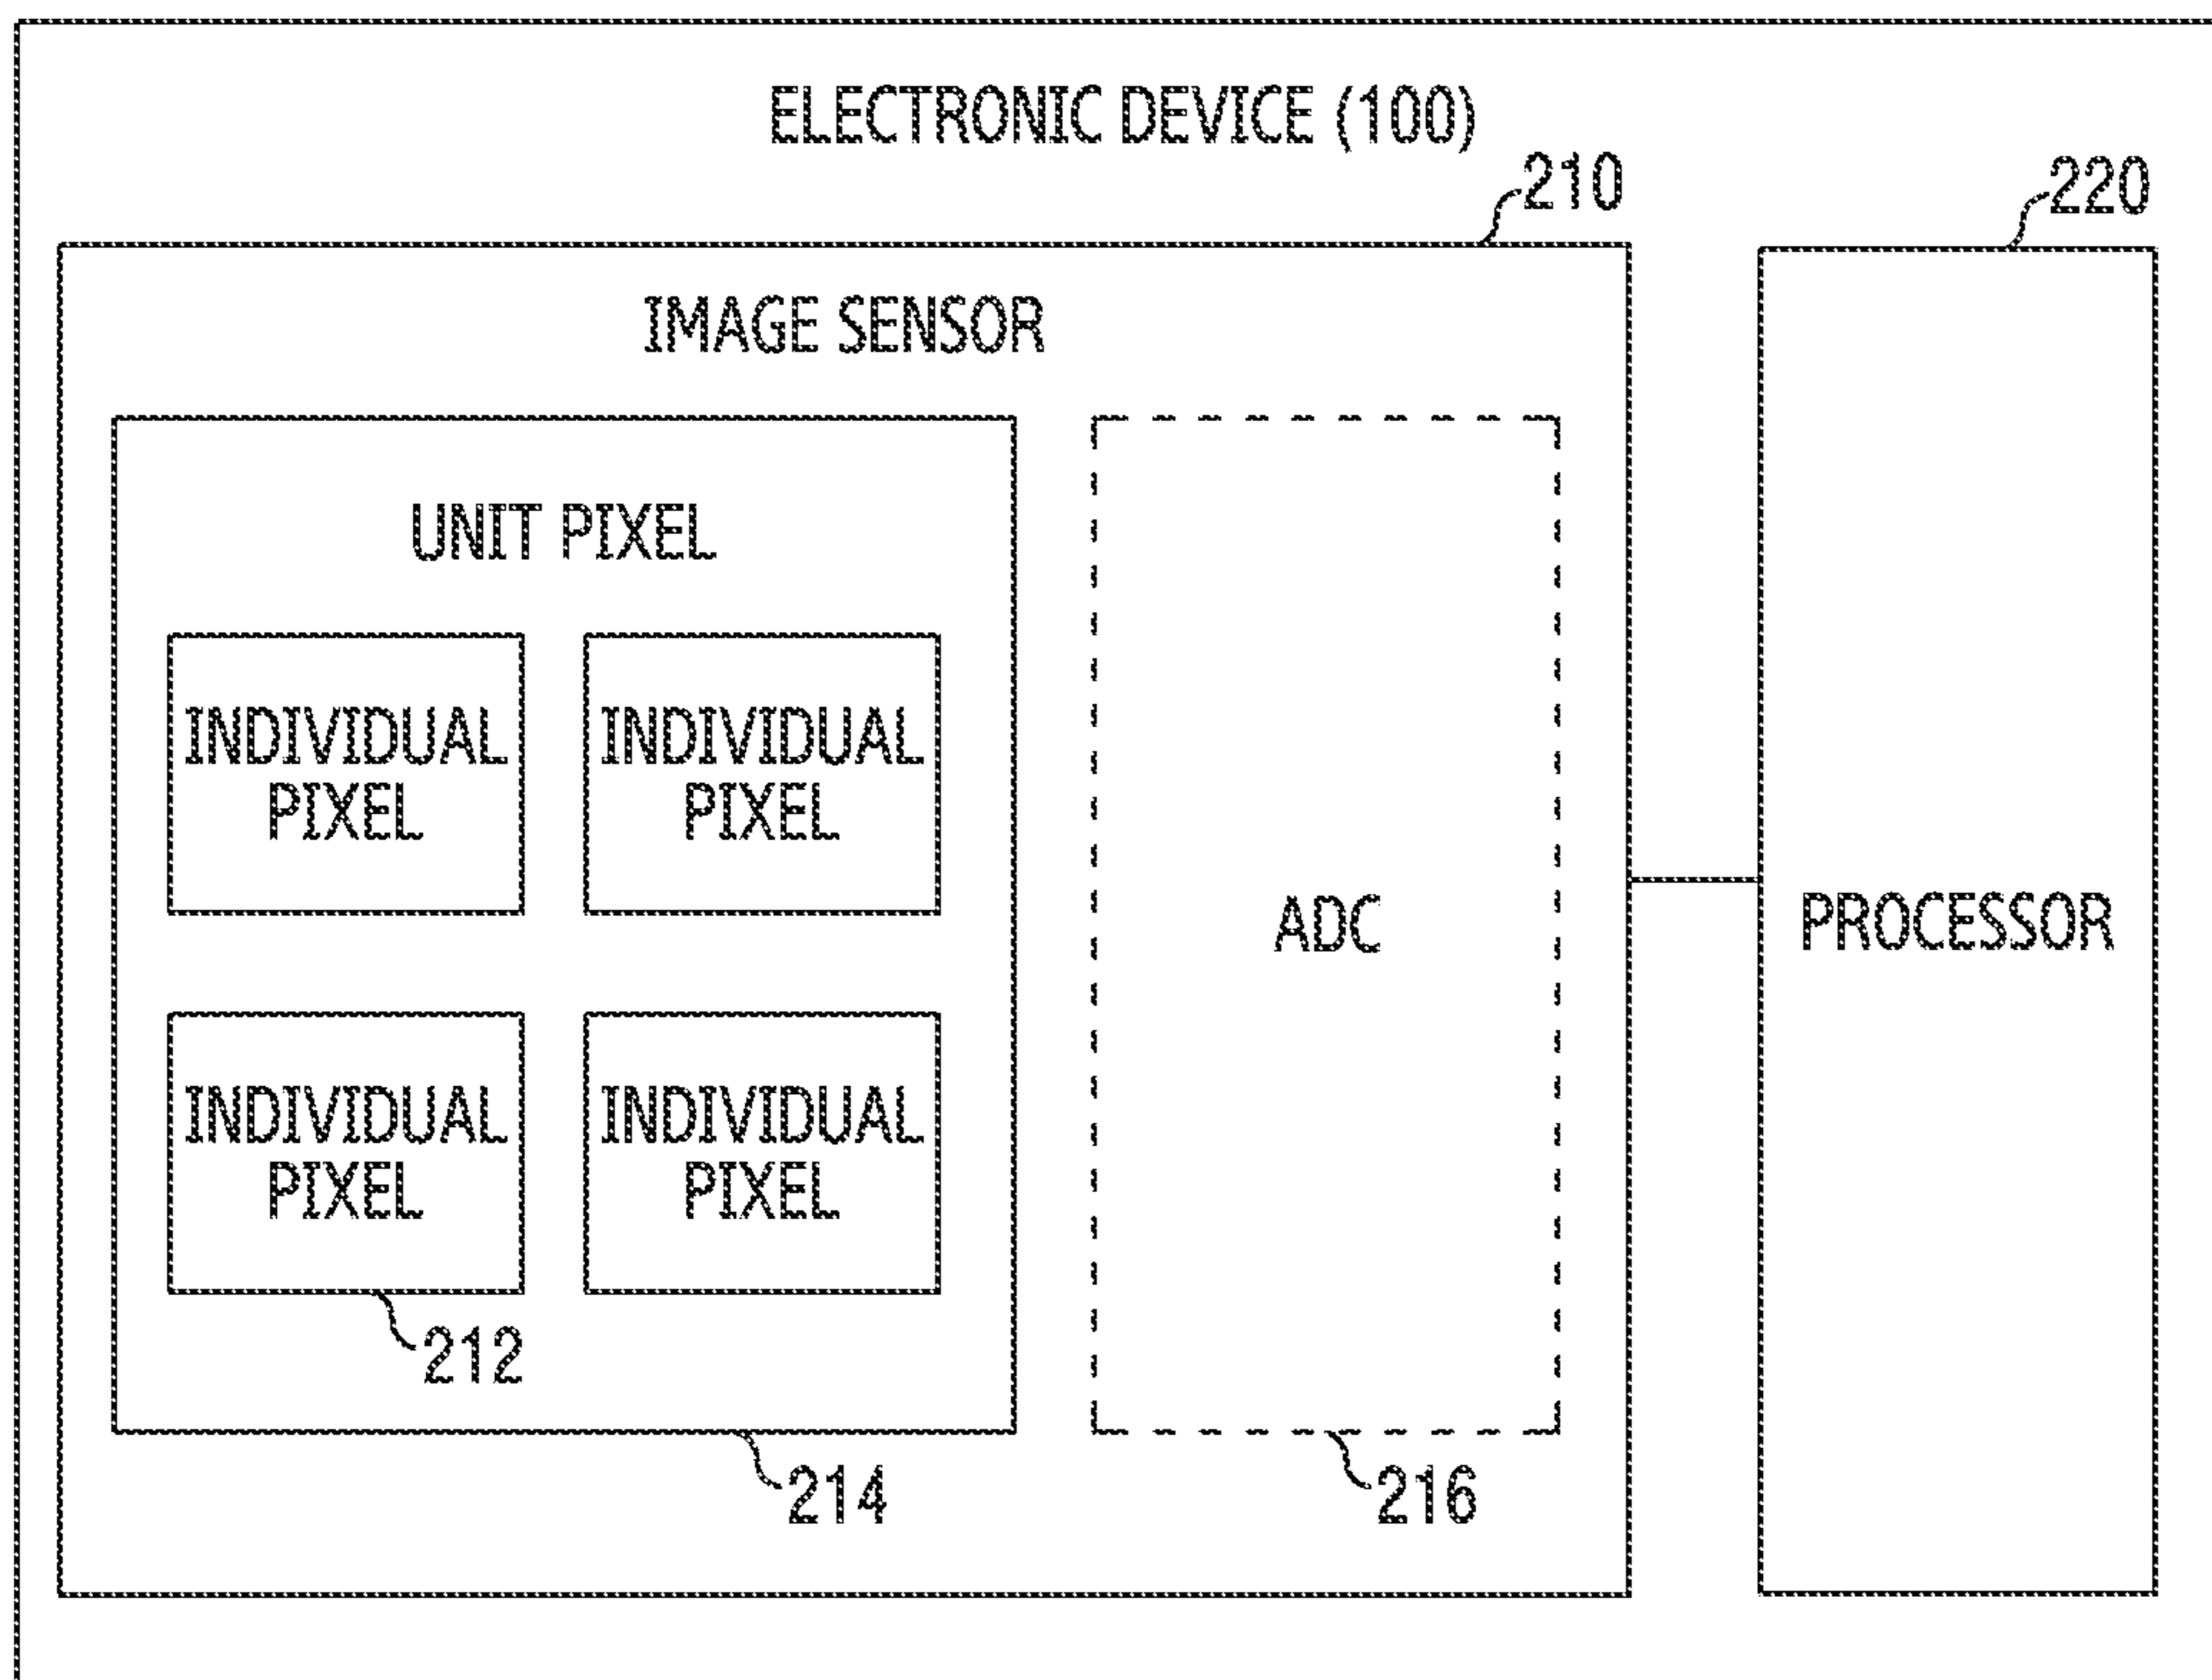 ELECTRONIC DEVICE (100)
210
220
IMAGE SENSOR
UNIT PIXEL
INDIVIDUAL
PIXEL
INDIVIDUAL
PIXEL
INDIVIDUAL
PIXEL
INDIVIDUAL
PIXEL
212
214
ADC
216
PROCESSOR